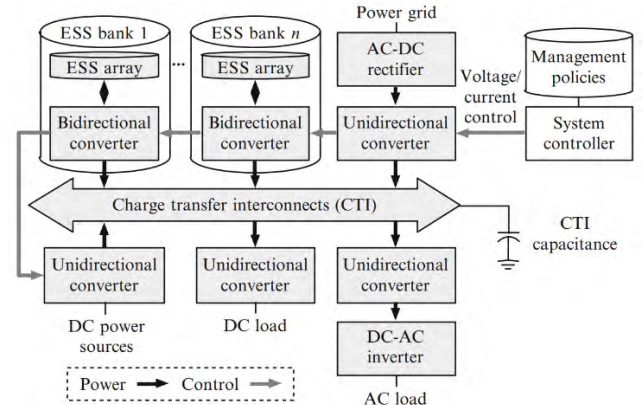 Power grid
ESS bank 1
ESS bank n
ESS array
...
ESS array
AC-DC
rectifier
Voltage/
current
control
Management
policies
Bidirectional
converter
Bidirectional
converter
Unidirectional
converter
System
controller
Charge transfer interconnects (CTI)
CTI
capacitance
Unidirectional
converter
Unidirectional
converter
Unidirectional
converter
DC power
sources
DC load
DC-AC
inverter
Power
Control
AC load